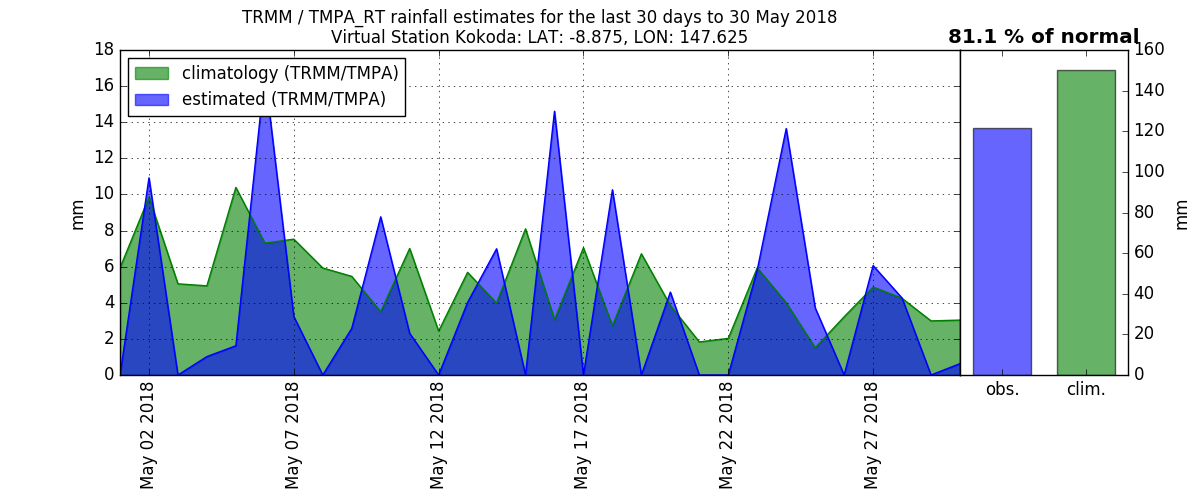 TRMM / TMPA_RT rainfall estimates for the last 30 days to 30 May 2018
Virtual Station Kokoda: LAT: -8.875, LON: 147.625
81.1 % of normal
climatology (TRMM/TMPA)
estimated (TRMM/TMPA)
18
16
14
12
10
8
6
4
2
0
mm
160
140
120
100
80
60
40
20
0
mm
May 02 2018
May 07 2018
May 12 2018
May 17 2018
May 22 2018
May 27 2018
obs.
clim.